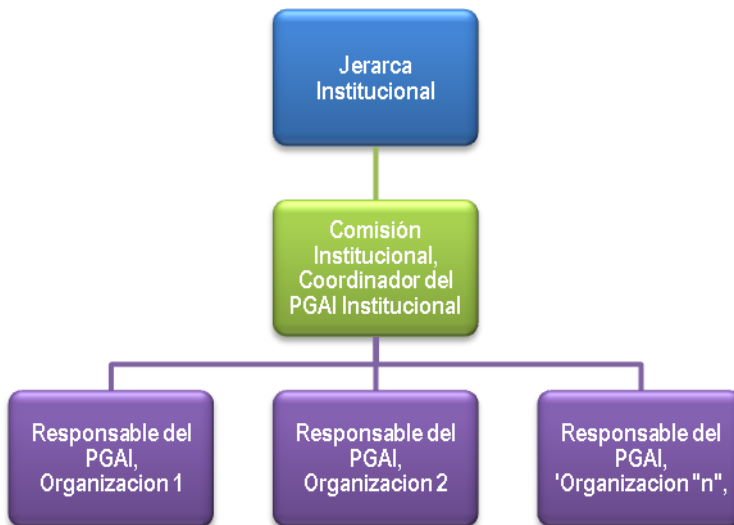 Jerarca
Institucional
Comisión
Institucional,
Coordinador del
PGAI Institucional
Responsable del
PGAI,
Organizacion 1
Responsable del
PGAI,
Organizacion 2
Responsable del
PGAI,
'Organizacion "n",